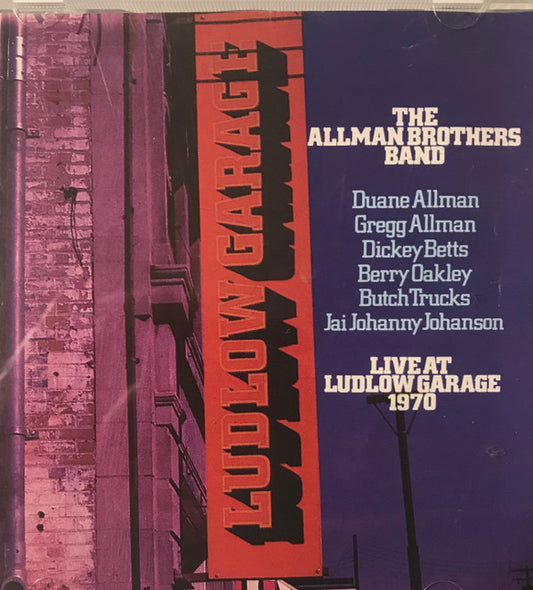 LUDLOW GARAGE
THE
ALLMAN BROTHERS
BAND
Duane Allman
Gregg Allman
Dickey Betts
Berry Oakley
Butch Trucks
Jai Johanny Johanson
LIVE AT
LUDLOW GARAGE
1970